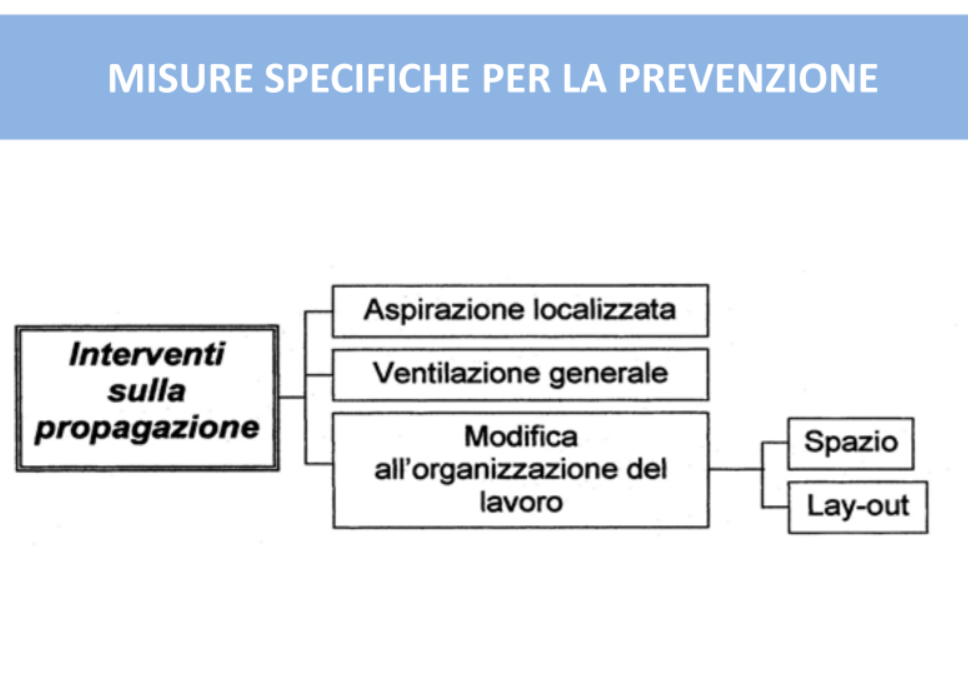 MISURE SPECIFICHE PER LA PREVENZIONE
Interventi
sulla
propagazione
Aspirazione localizzata
Ventilazione generale
Modifica
all'organizzazione del
lavoro
Spazio
Lay-out